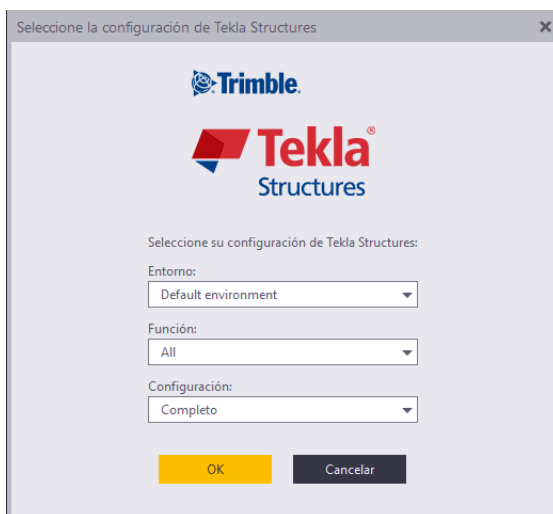 Seleccione la configuración de Tekla Structures
Trimble.
Tekla®
Structures
Seleccione su configuración de Tekla Structures:
Entorno:
Default environment
Función:
All
Configuración:
Completo
OK
Cancelar